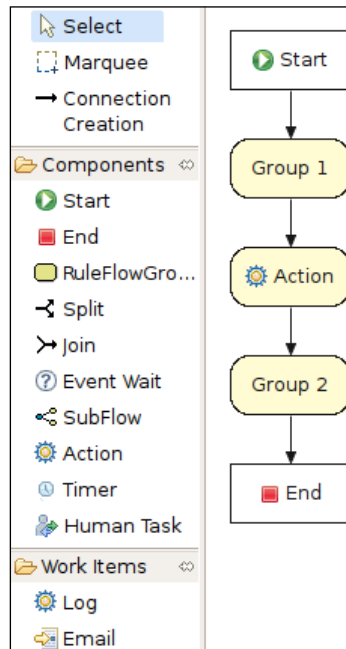 Select
Marquee
Connection
Creation
Components
Start
End
RuleFlowGro...
Split
Join
Event Wait
SubFlow
Action
Timer
Human Task
Work Items
Log
Email
Start
Group 1
Action
Group 2
End